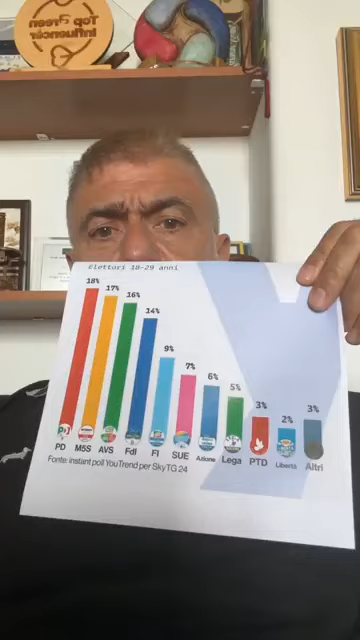 Top Green
Influencer
Elettori 18-29 anni
18%
17%
16%
14%
9%
7%
6%
5%
3%
2%
3%
PD M5S AVS FdI FI SUE Azione Lega PTD Libertà Altri
Fonte: instant poll YouTrend per SkyTG 24